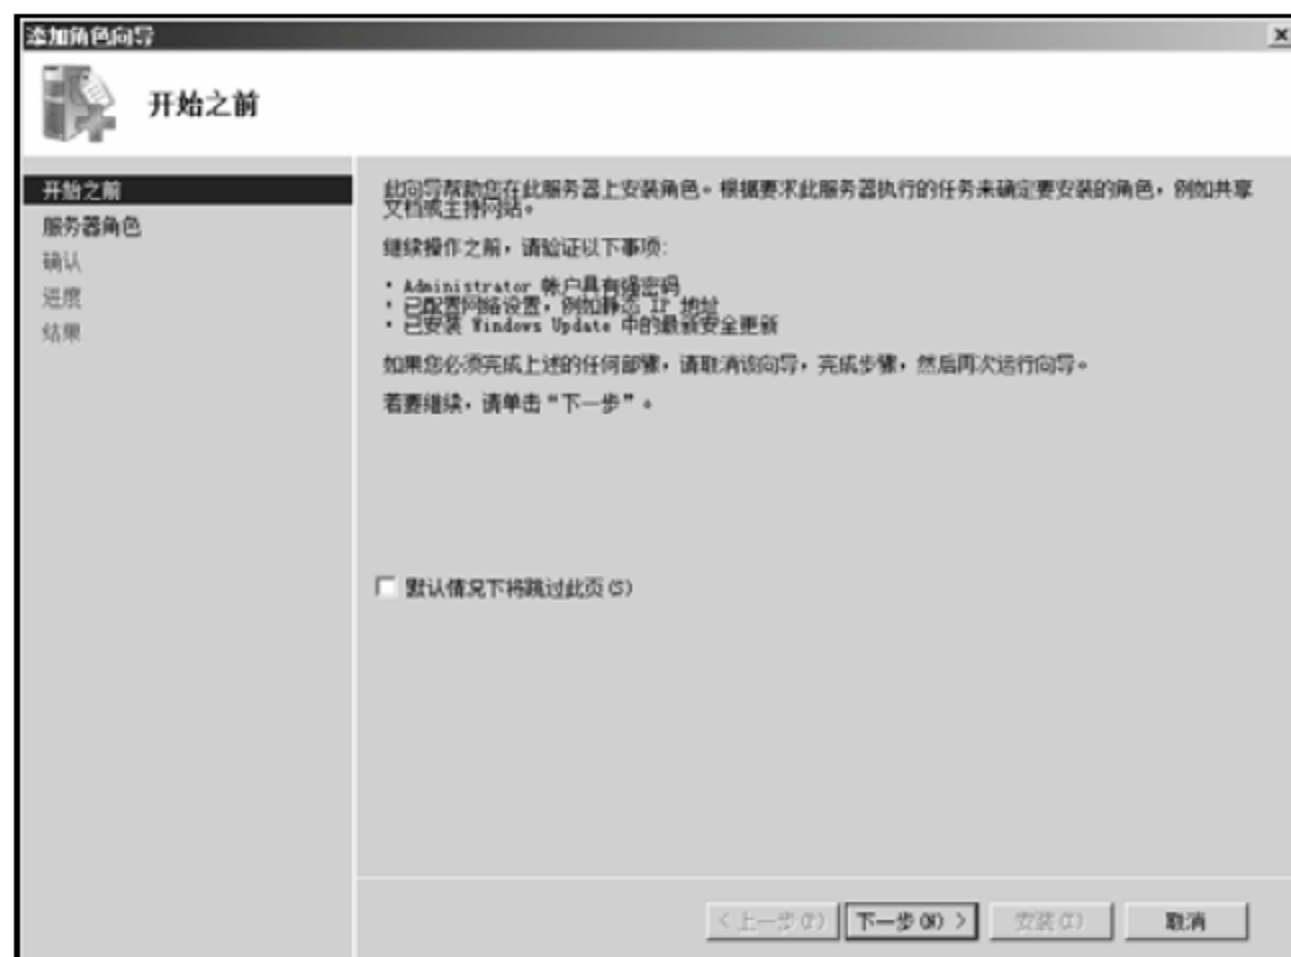 添加角色向导
开始之前
开始之前
服务器角色
确认
进度
结果
此向导帮助您在此服务器上安装角色。根据要求此服务器执行的任务来确定要安装的角色，例如共享
文档或主持网站。
继续操作之前，请验证以下事项:
· Administrator 帐户具有强密码
· 已配置网络设置，例如静态 IP 地址
· 已安装 Windows Update 中的最新安全更新
如果您必须完成上述的任何部骤，请取消该向导，完成步骤，然后再次运行向导。
若要继续，请单击“下一步”。
默认情况下将跳过此页(S)
< 上一步(P)
下一步(N) >
安装(I)
取消